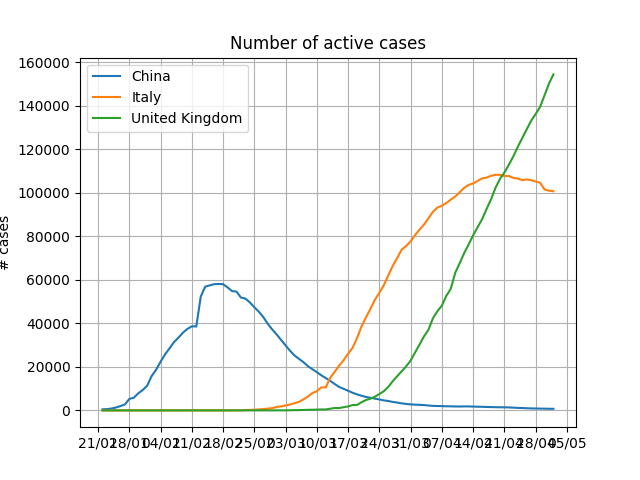 Number of active cases
China
Italy
United Kingdom
160000
140000
120000
100000
80000
60000
40000
20000
0
# cases
21/01 28/01 04/02 11/02 18/02 25/02 03/03 10/03 17/03 24/03 31/03 07/04 14/04 21/04 28/04 05/05